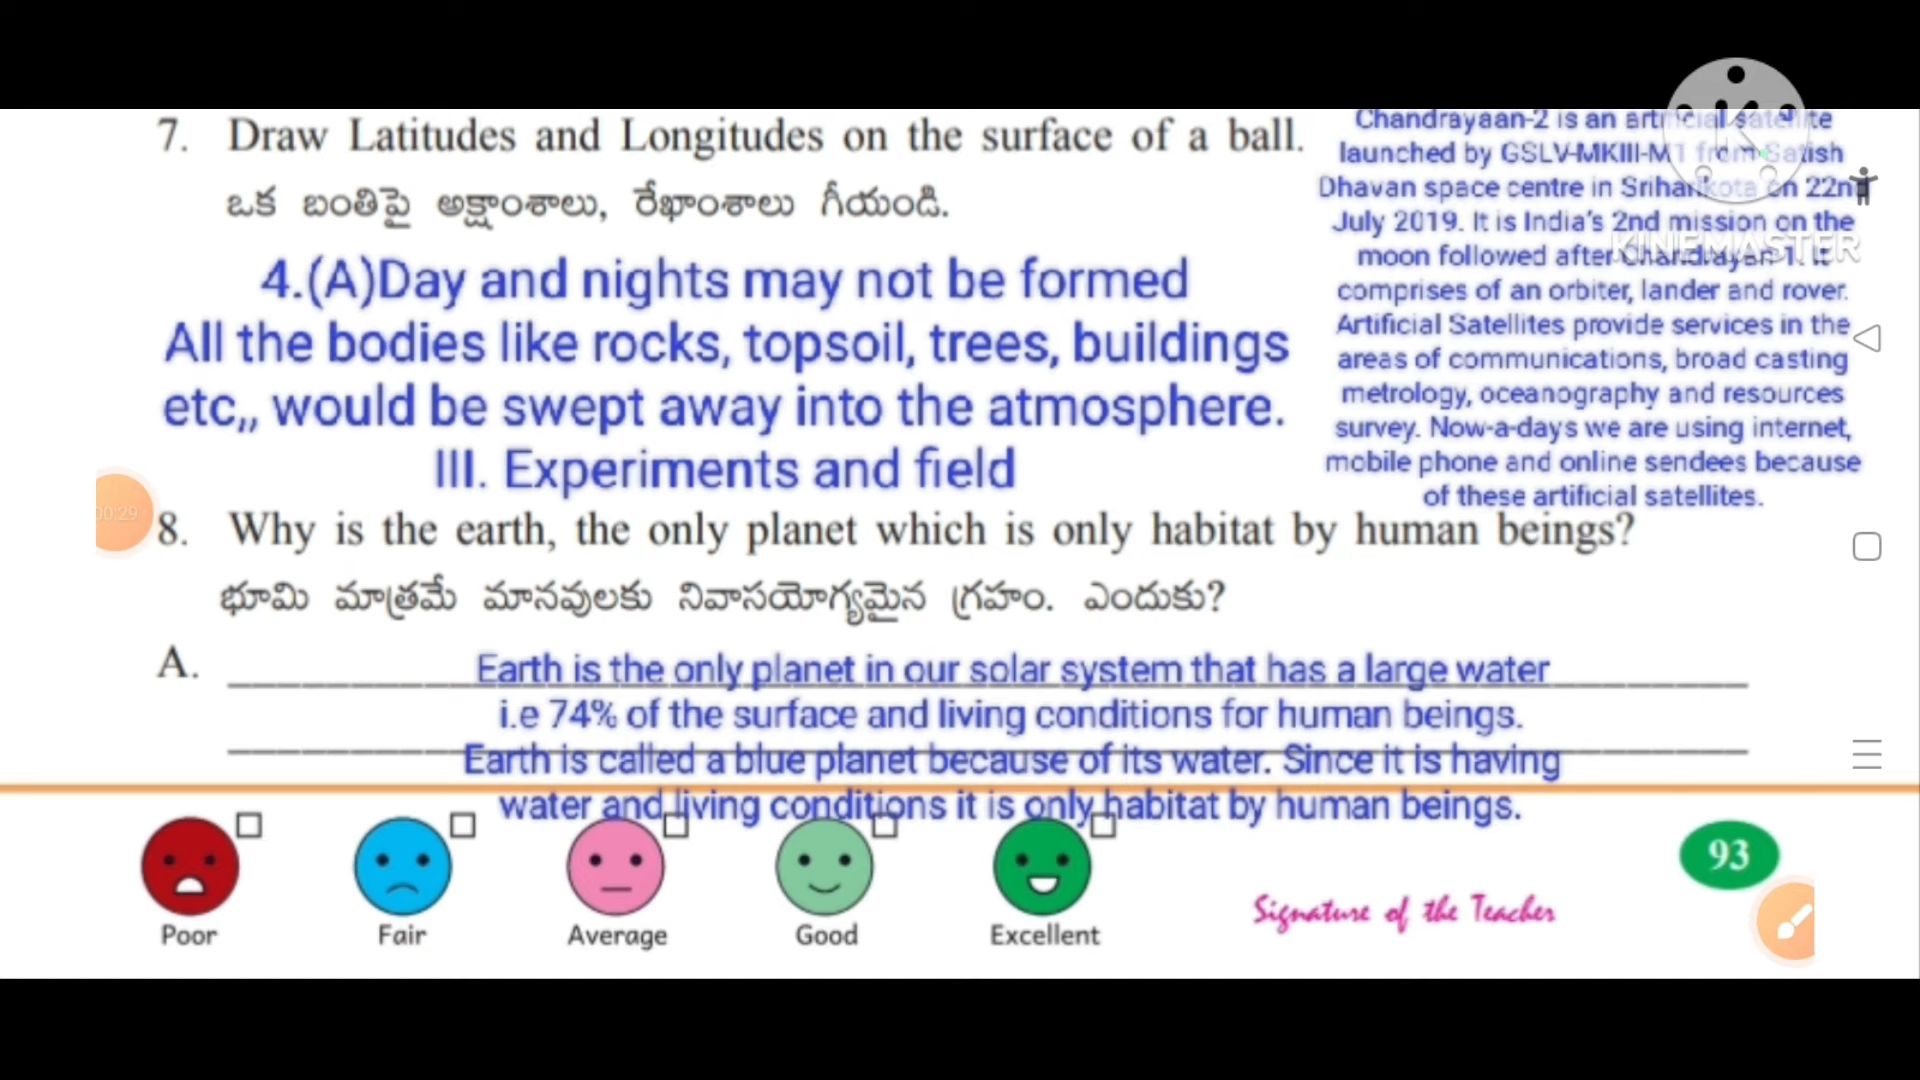 7. Draw Latitudes and Longitudes on the surface of a ball.
ఒక బంతిపై అక్షాంశాలు, రేఖాంశాలు గీయండి.
4.(A)Day and nights may not be formed
All the bodies like rocks, topsoil, trees, buildings
etc,, would be swept away into the atmosphere.
III. Experiments and field
Chandrayaan-2 is an artificial satellite
launched by GSLV-MKIII-M1 from Satish
Dhavan space centre in Sriharikota on 22nd
July 2019. It is India's 2nd mission on the
moon followed after Chandrayan-1. It
comprises of an orbiter, lander and rover.
Artificial Satellites provide services in the
areas of communications, broad casting
metrology, oceanography and resources
survey. Now-a-days we are using internet,
mobile phone and online sendees because
of these artificial satellites.
KINEMASTER
00:29
8. Why is the earth, the only planet which is only habitat by human beings?
భూమి మాత్రమే మానవులకు నివాసయోగ్యమైన గ్రహం. ఎందుకు?
A. Earth is the only planet in our solar system that has a large water
i.e 74% of the surface and living conditions for human beings.
Earth is called a blue planet because of its water. Since it is having
water and living conditions it is only habitat by human beings.
Poor Fair Average Good Excellent
Signature of the Teacher
93